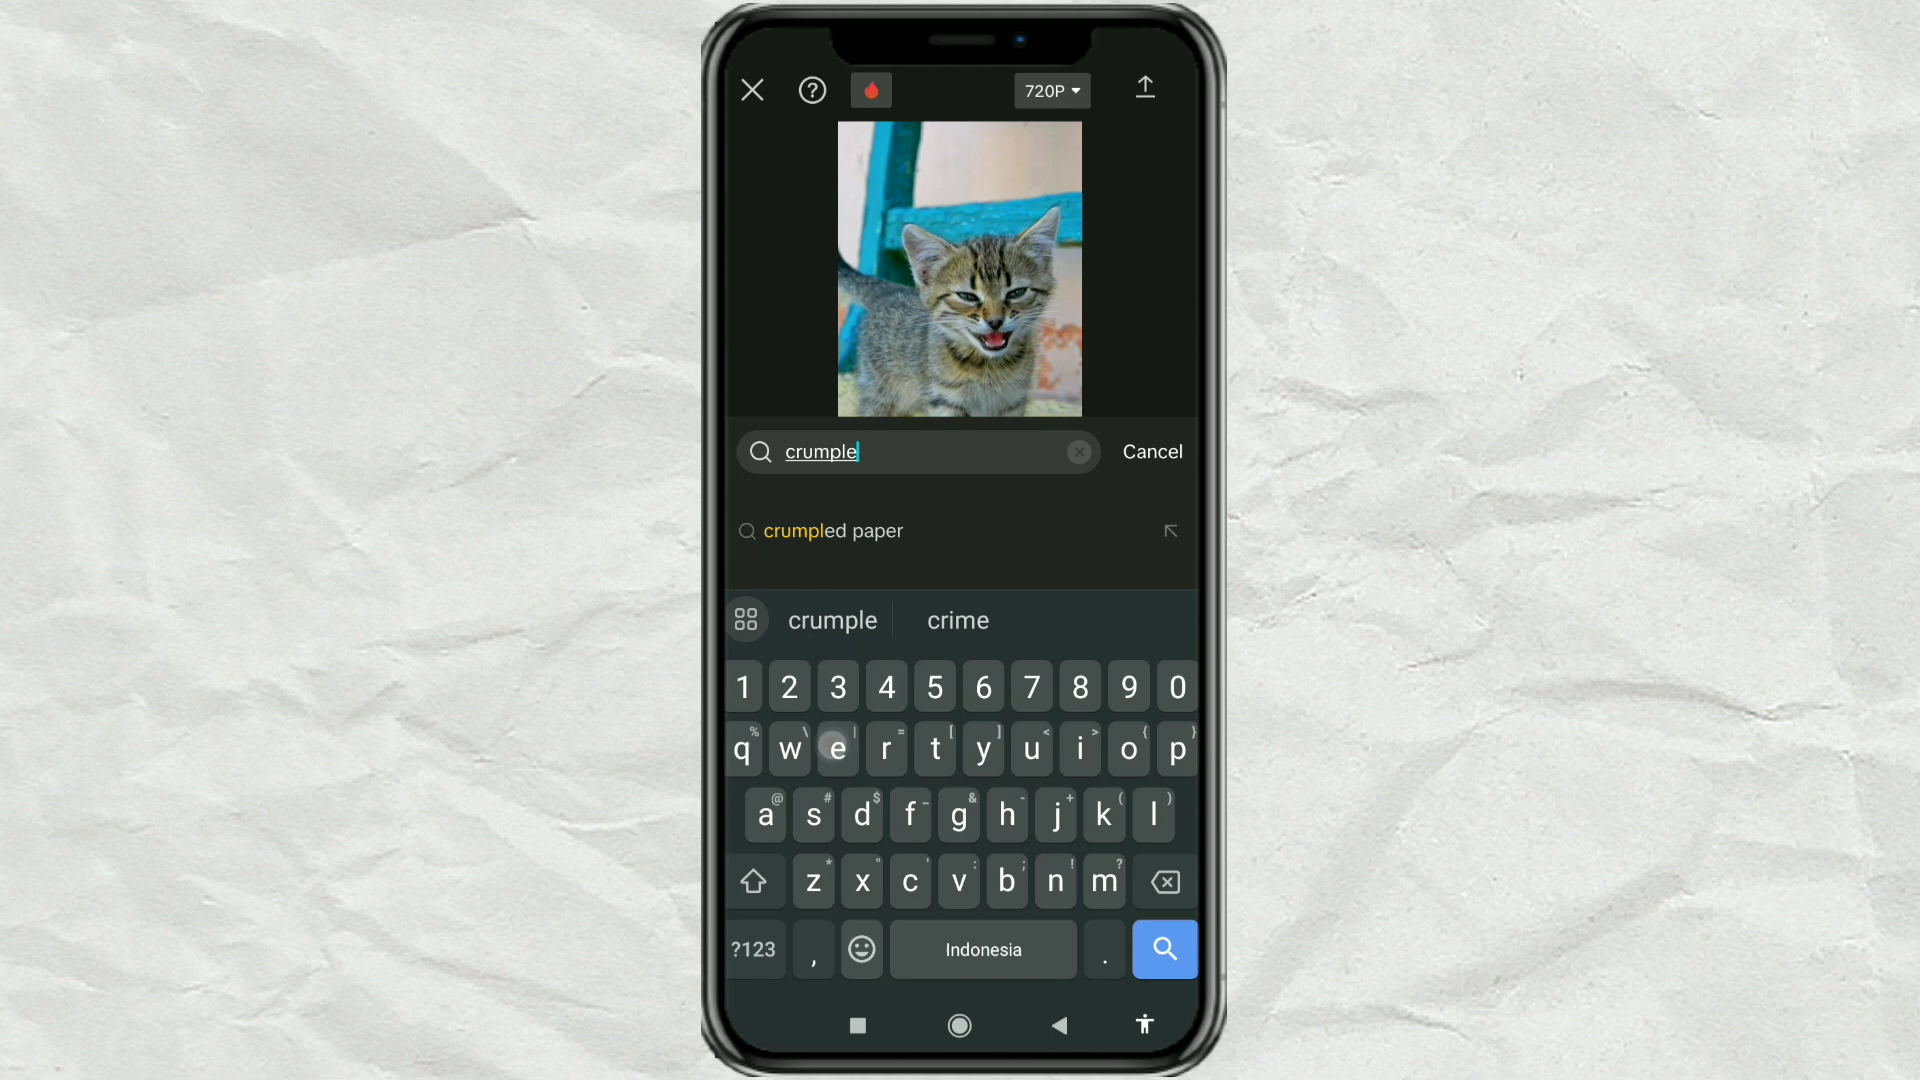 720P
crumple
Cancel
crumpled paper
crumple crime
1 2 3 4 5 6 7 8 9 0
% \ | = [ ] < > { }
q w e r t y u i o p
@ # $ _ & - + ( )
a s d f g h j k l
* " ' : ; ! ?
z x c v b n m
?123 , Indonesia .